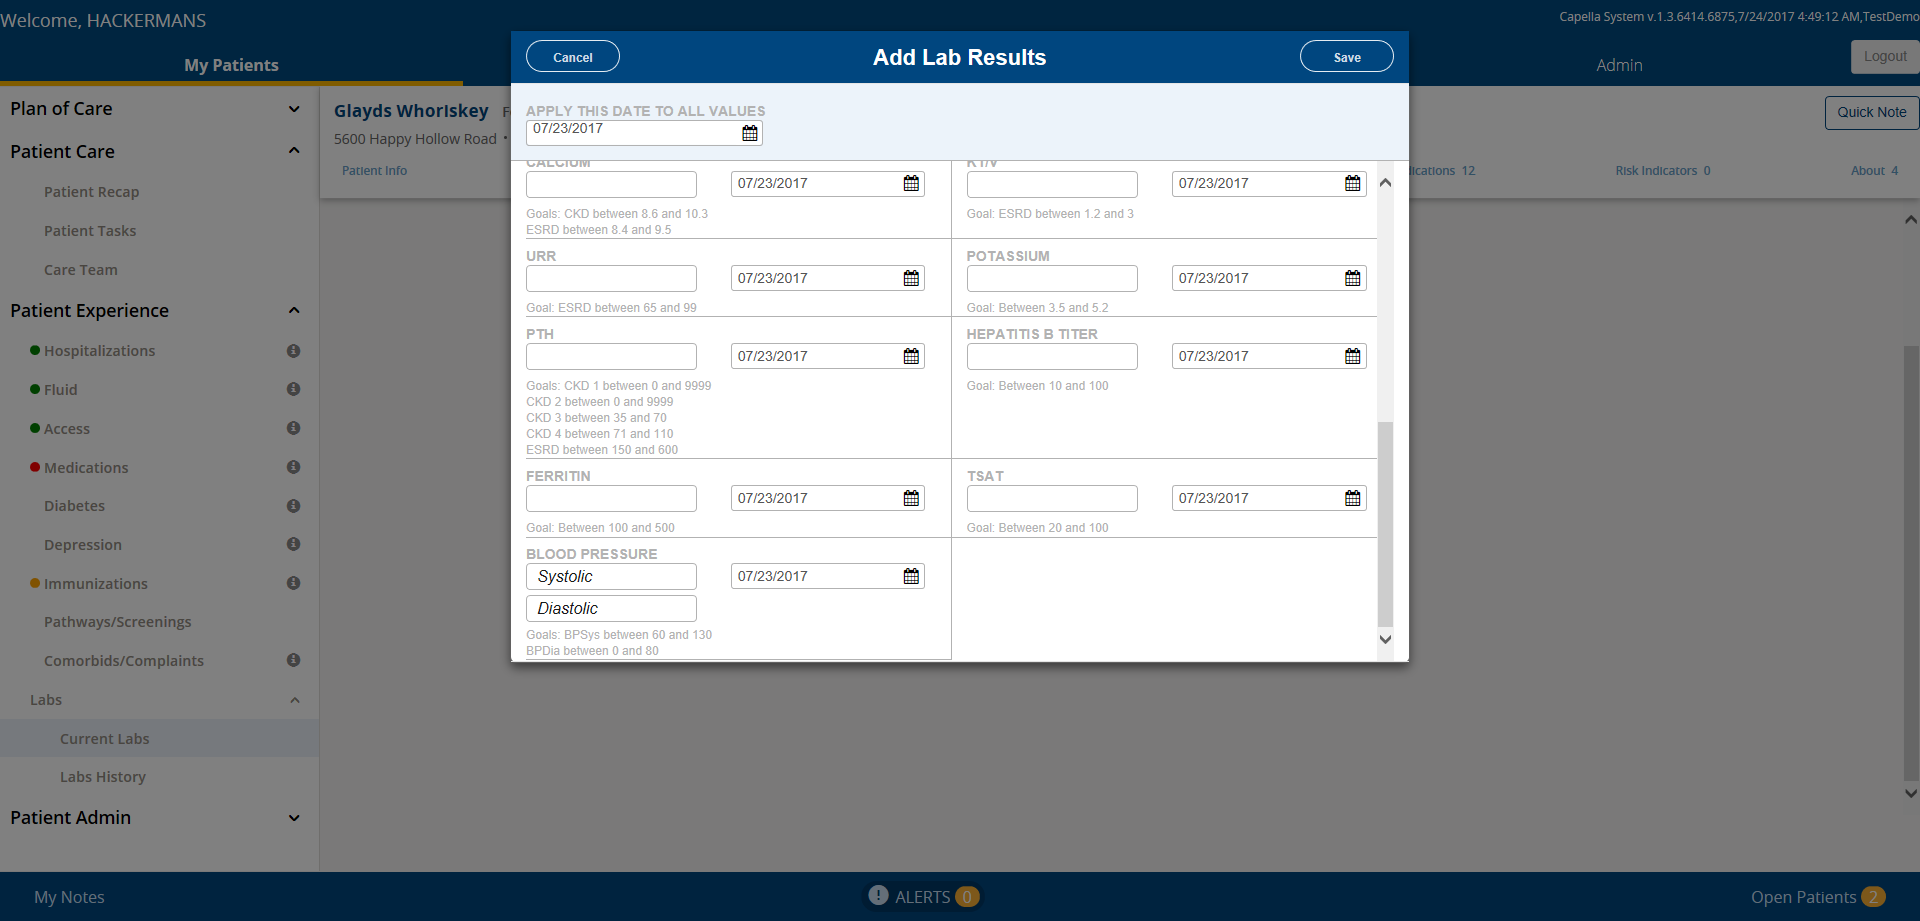 Welcome, HACKERMANS
Capella System v.1.3.6414.6875,7/24/2017 4:49:12 AM,TestDemo
My Patients
Admin
Logout
Cancel
Add Lab Results
Save
Plan of Care
Patient Care
Patient Recap
Patient Tasks
Care Team
Patient Experience
Hospitalizations
Fluid
Access
Medications
Diabetes
Depression
Immunizations
Pathways/Screenings
Comorbids/Complaints
Labs
Current Labs
Labs History
Patient Admin
Glayds Whorlskey
5600 Happy Hollow Road •
Patient Info
Quick Note
Risk Indicators 0
About 4
12
APPLY THIS DATE TO ALL VALUES
07/23/2017
CALCIUM
07/23/2017
Goals: CKD between 8.6 and 10.3
ESRD between 8.4 and 9.5
KT/V
07/23/2017
Goal: ESRD between 1.2 and 3
URR
07/23/2017
Goal: ESRD between 65 and 99
POTASSIUM
07/23/2017
Goal: Between 3.5 and 5.2
PTH
07/23/2017
Goals: CKD 1 between 0 and 9999
CKD 2 between 0 and 9999
CKD 3 between 35 and 70
CKD 4 between 71 and 110
ESRD between 150 and 600
HEPATITIS B TITER
07/23/2017
Goal: Between 10 and 100
FERRITIN
07/23/2017
Goal: Between 100 and 500
TSAT
07/23/2017
Goal: Between 20 and 100
BLOOD PRESSURE
Systolic
07/23/2017
Diastolic
Goals: BPSys between 60 and 130
BPDia between 0 and 80
My Notes
ALERTS 0
Open Patients 2